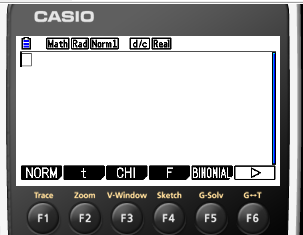 CASIO
Math Rad Norm1 d/c Real
NORM t CHI F BINOMIAL ▷
Trace Zoom V-Window Sketch G-Solv G↔T
F1 F2 F3 F4 F5 F6